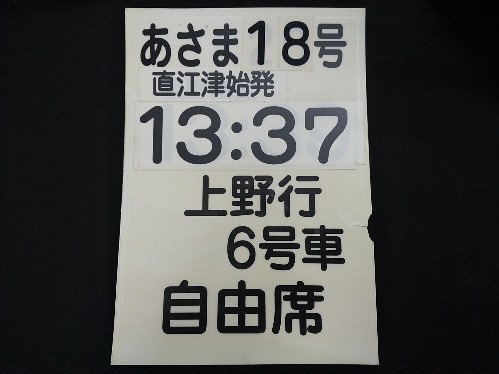 あさま18号
直江津始発
13:37
上野行
6号車
自由席